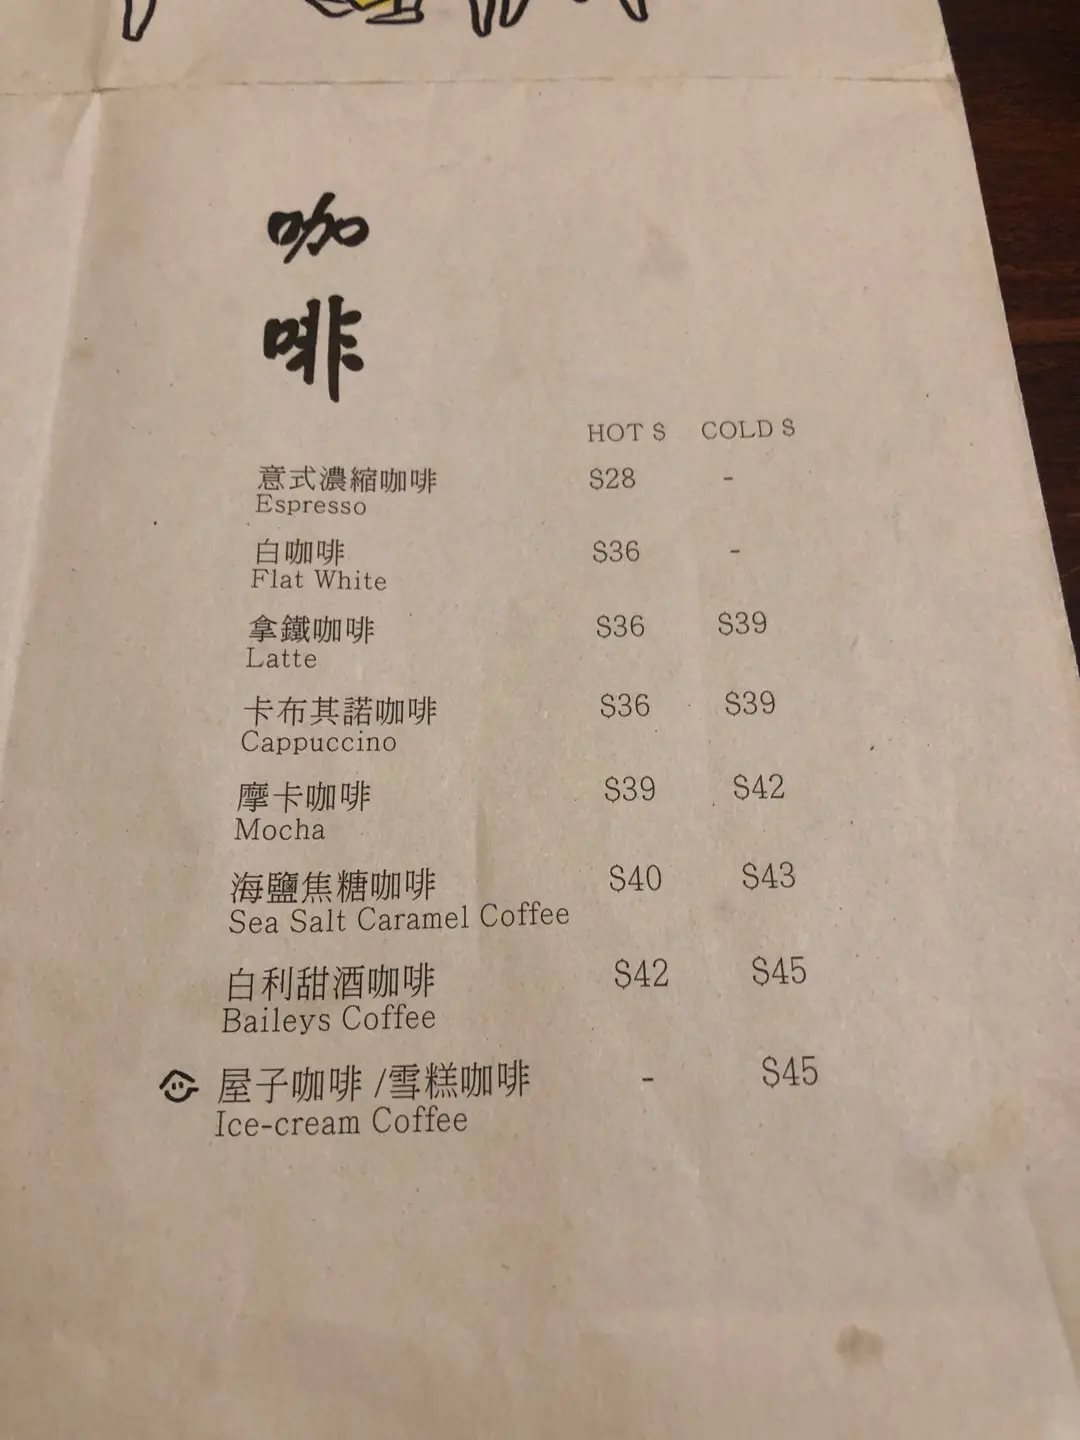 咖
啡
HOT $ COLD $
意式濃縮咖啡 $28 -
Espresso
白咖啡 $36 -
Flat White
拿鐵咖啡 $36 $39
Latte
卡布其諾咖啡 $36 $39
Cappuccino
摩卡咖啡 $39 $42
Mocha
海鹽焦糖咖啡 $40 $43
Sea Salt Caramel Coffee
白利甜酒咖啡 $42 $45
Baileys Coffee
屋子咖啡 /雪糕咖啡 - $45
Ice-cream Coffee